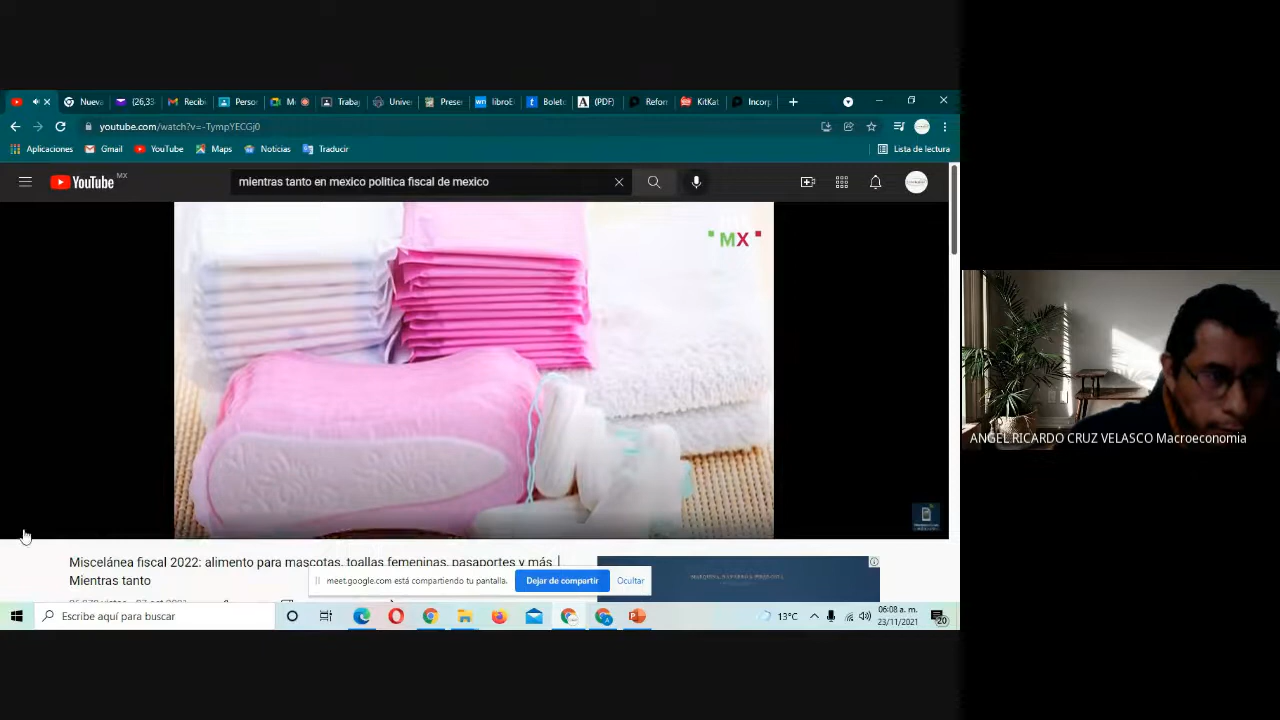 Nueva
(26,33
Recib
Perso
M
Trabaj
Univer
Preser
libroE
Boleto
(PDF)
Refor
KitKat
Incorp
youtube.com/watch?v=-TympYECGj0
Aplicaciones
Gmail
YouTube
Maps
Noticias
Traducir
Lista de lectura
YouTube MX
mientras tanto en mexico politica fiscal de mexico
MX
Miscelánea fiscal 2022: alimento para mascotas, toallas femeninas, pasaportes y más |
Mientras tanto
meet.google.com está compartiendo tu pantalla.
Dejar de compartir
Ocultar
Escribe aquí para buscar
13°C
06:08 a. m.
23/11/2021
20
ANGEL RICARDO CRUZ VELASCO Macroeconomia